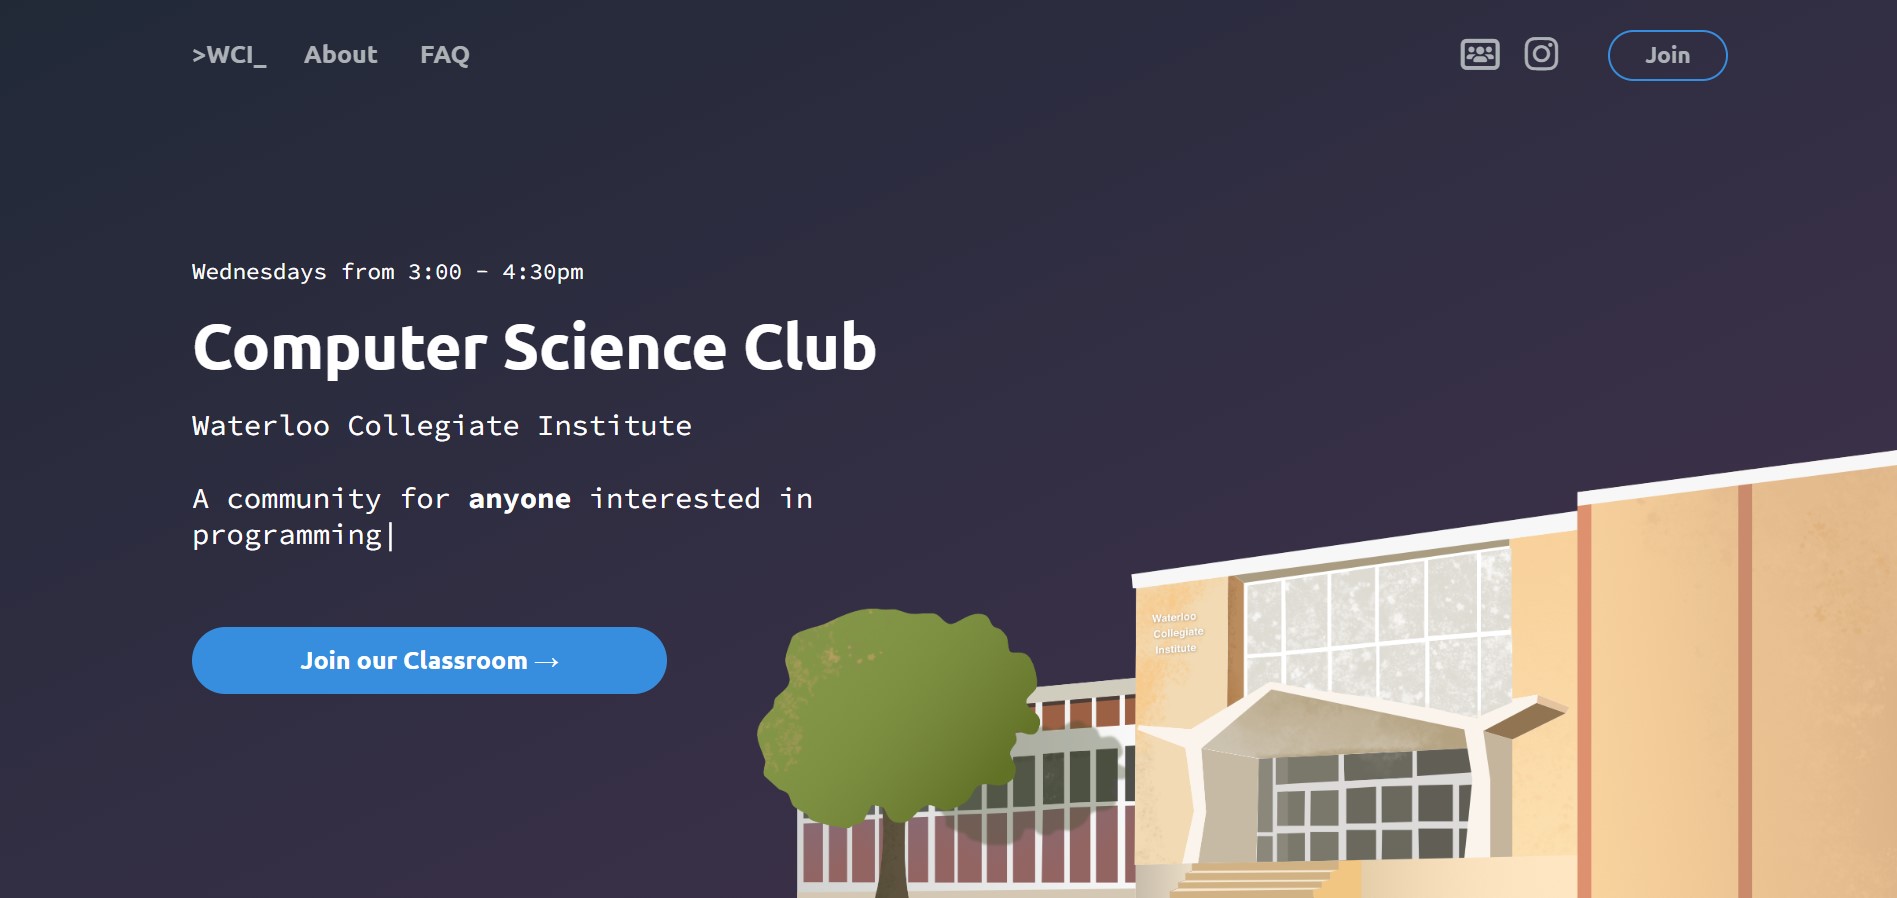 >WCI_ About FAQ Join
Wednesdays from 3:00 - 4:30pm
Computer Science Club
Waterloo Collegiate Institute
A community for anyone interested in
programming|
Join our Classroom →
Waterloo
Collegiate
Institute